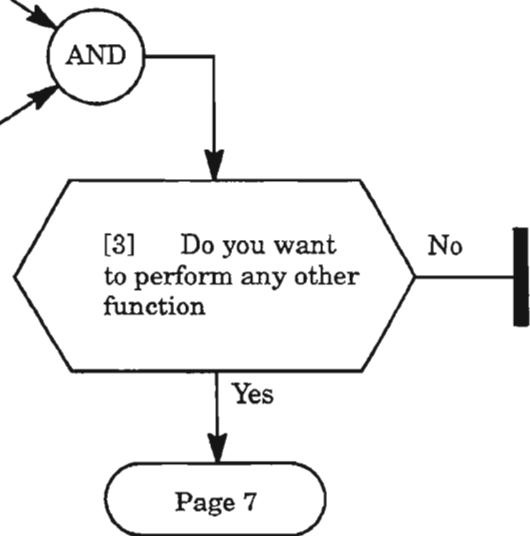 AND
[3] Do you want
to perform any other
function
No
Yes
Page 7